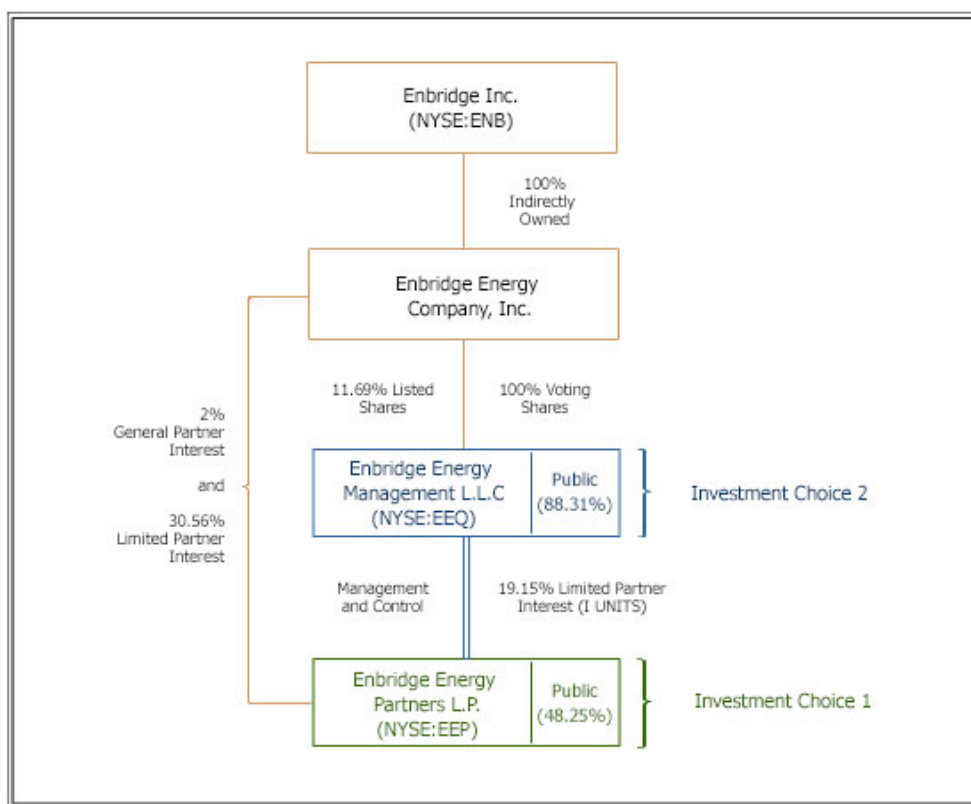 Enbridge Inc.
(NYSE:ENB)
100%
Indirectly
Owned
Enbridge Energy
Company, Inc.
11.69% Listed
Shares
100% Voting
Shares
2%
General Partner
Interest
and
30.56%
Limited Partner
Interest
Enbridge Energy
Management L.L.C
(NYSE:EEQ)
Public
(88.31%)
Investment Choice 2
Management
and Control
19.15% Limited Partner
Interest (I UNITS)
Enbridge Energy
Partners L.P.
(NYSE:EEP)
Public
(48.25%)
Investment Choice 1